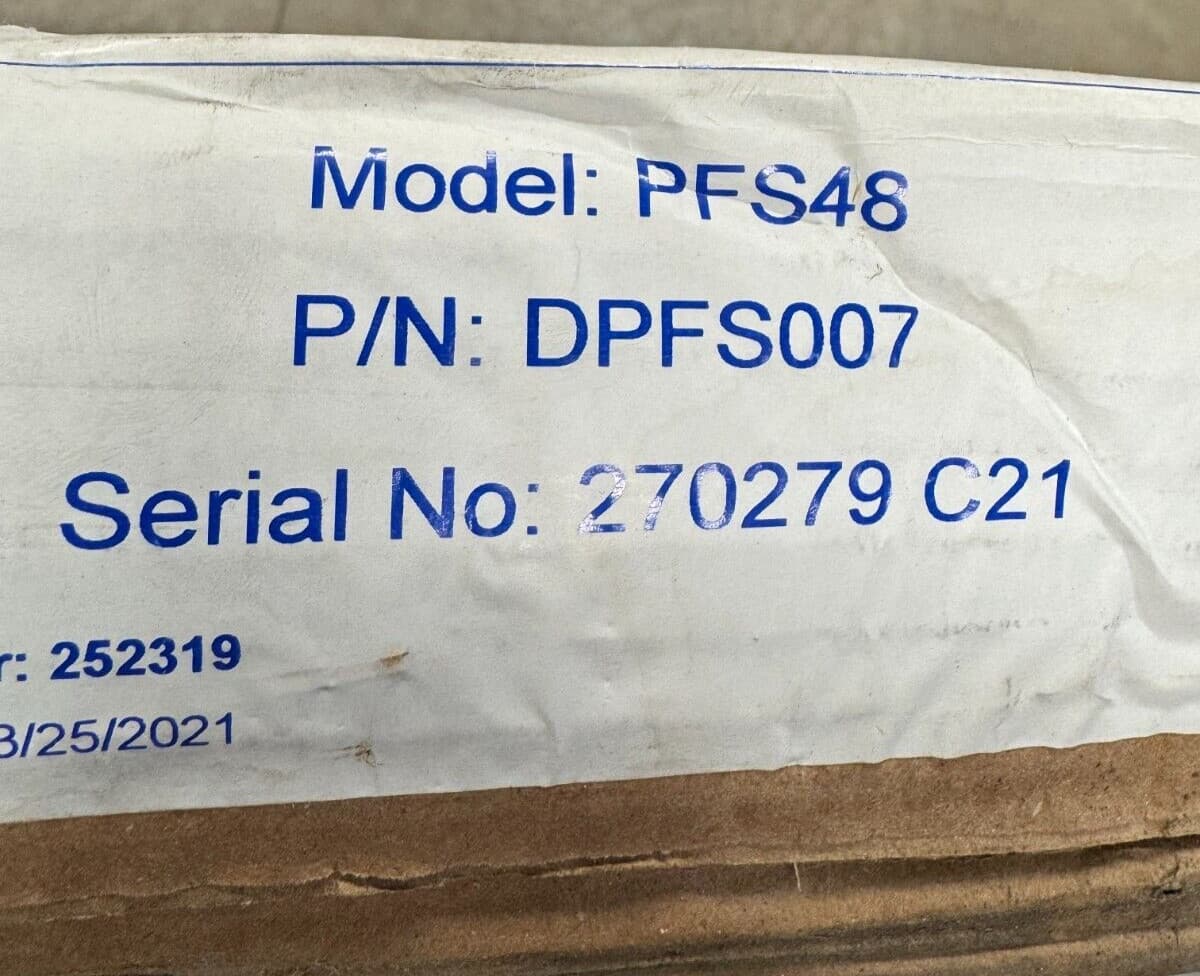 Model: PFS48
P/N: DPFS007
Serial No: 270279 C21
r: 252319
3/25/2021